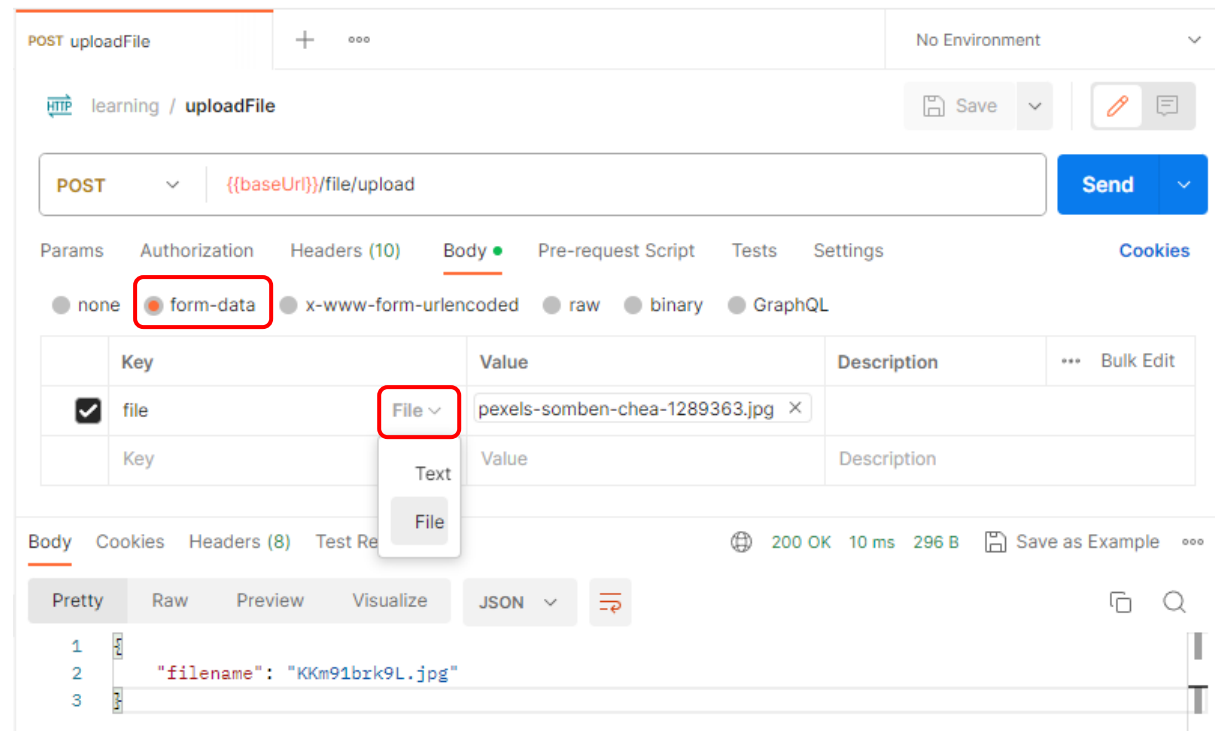 POST uploadFile No Environment
HTTP learning / uploadFile Save
POST {{baseUrl}}/file/upload Send
Params Authorization Headers (10) Body Pre-request Script Tests Settings Cookies
none form-data x-www-form-urlencoded raw binary GraphQL
Key Value Description Bulk Edit
file File pexels-somben-chea-1289363.jpg
Key Value Description
Text
File
Body Cookies Headers (8) Test Re 200 OK 10 ms 296 B Save as Example
Pretty Raw Preview Visualize JSON
1 {
2 "filename": "KKm91brk9L.jpg"
3 }